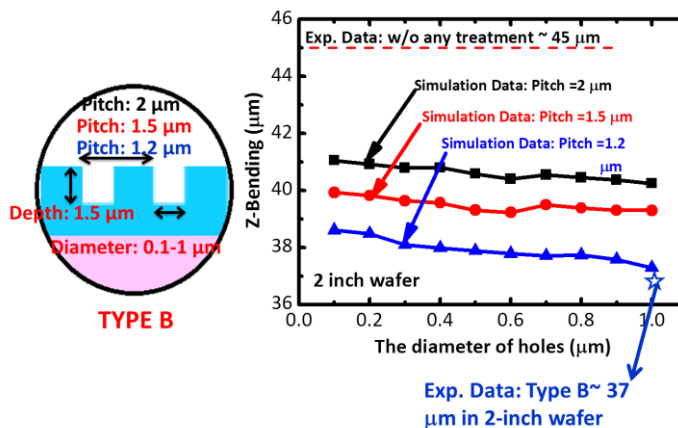 Pitch: 2 μm
Pitch: 1.5 μm
Pitch: 1.2 μm
Depth: 1.5 μm
Diameter: 0.1-1 μm
TYPE B
Z-Bending (μm)
46
44
42
40
38
36
Exp. Data: w/o any treatment ~ 45 μm
Simulation Data: Pitch =2 μm
Simulation Data: Pitch =1.5 μm
Simulation Data: Pitch =1.2
μm
2 inch wafer
0.0 0.2 0.4 0.6 0.8 1.0
The diameter of holes (μm)
Exp. Data: Type B~ 37
μm in 2-inch wafer